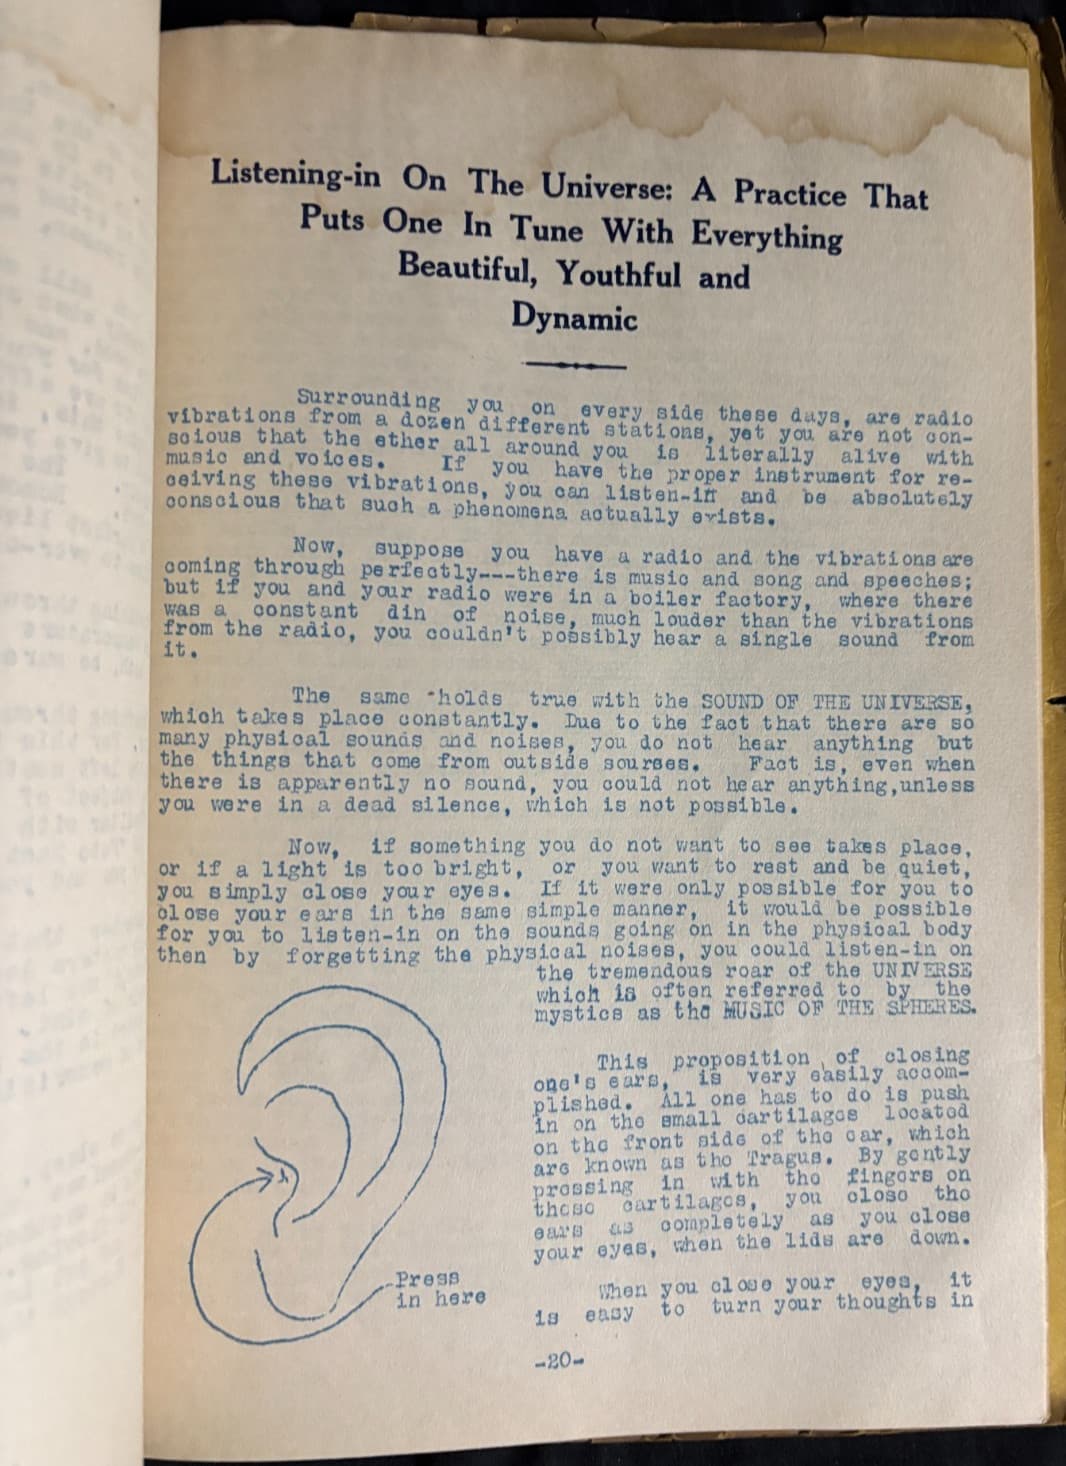 Listening-in On The Universe: A Practice That
Puts One In Tune With Everything
Beautiful, Youthful and
Dynamic
Surrounding you on every side these days, are radio
vibrations from a dozen different stations, yet you are not con-
scious that the ether all around you is literally alive with
music and voices. If you have the proper instrument for re-
ceiving these vibrations, you can listen-in and be absolutely
conscious that such a phenomena actually exists.
Now, suppose you have a radio and the vibrations are
coming through perfectly---there is music and song and speeches;
but if you and your radio were in a boiler factory, where there
was a constant din of noise, much louder than the vibrations
from the radio, you couldn't possibly hear a single sound from
it.
The same holds true with the SOUND OF THE UNIVERSE,
which takes place constantly. Due to the fact that there are so
many physical sounds and noises, you do not hear anything but
the things that come from outside sourses. Fact is, even when
there is apparently no sound, you could not hear anything,unless
you were in a dead silence, which is not possible.
Now, if something you do not want to see takes place,
or if a light is too bright, or you want to rest and be quiet,
you simply close your eyes. If it were only possible for you to
close your ears in the same simple manner, it would be possible
for you to listen-in on the sounds going on in the physical body
then by forgetting the physical noises, you could listen-in on
the tremendous roar of the UNIVERSE
which is often referred to by the
mystics as the MUSIC OF THE SPHERES.
This proposition of closing
one's ears, is very easily accom-
plished. All one has to do is push
in on the small cartilages located
on the front side of the ear, which
are known as the Tragus. By gently
pressing in with the fingers on
these cartilages, you close the
ears as completely as you close
your eyes, when the lids are down.
When you close your eyes, it
is easy to turn your thoughts in
Press
in here
-20-